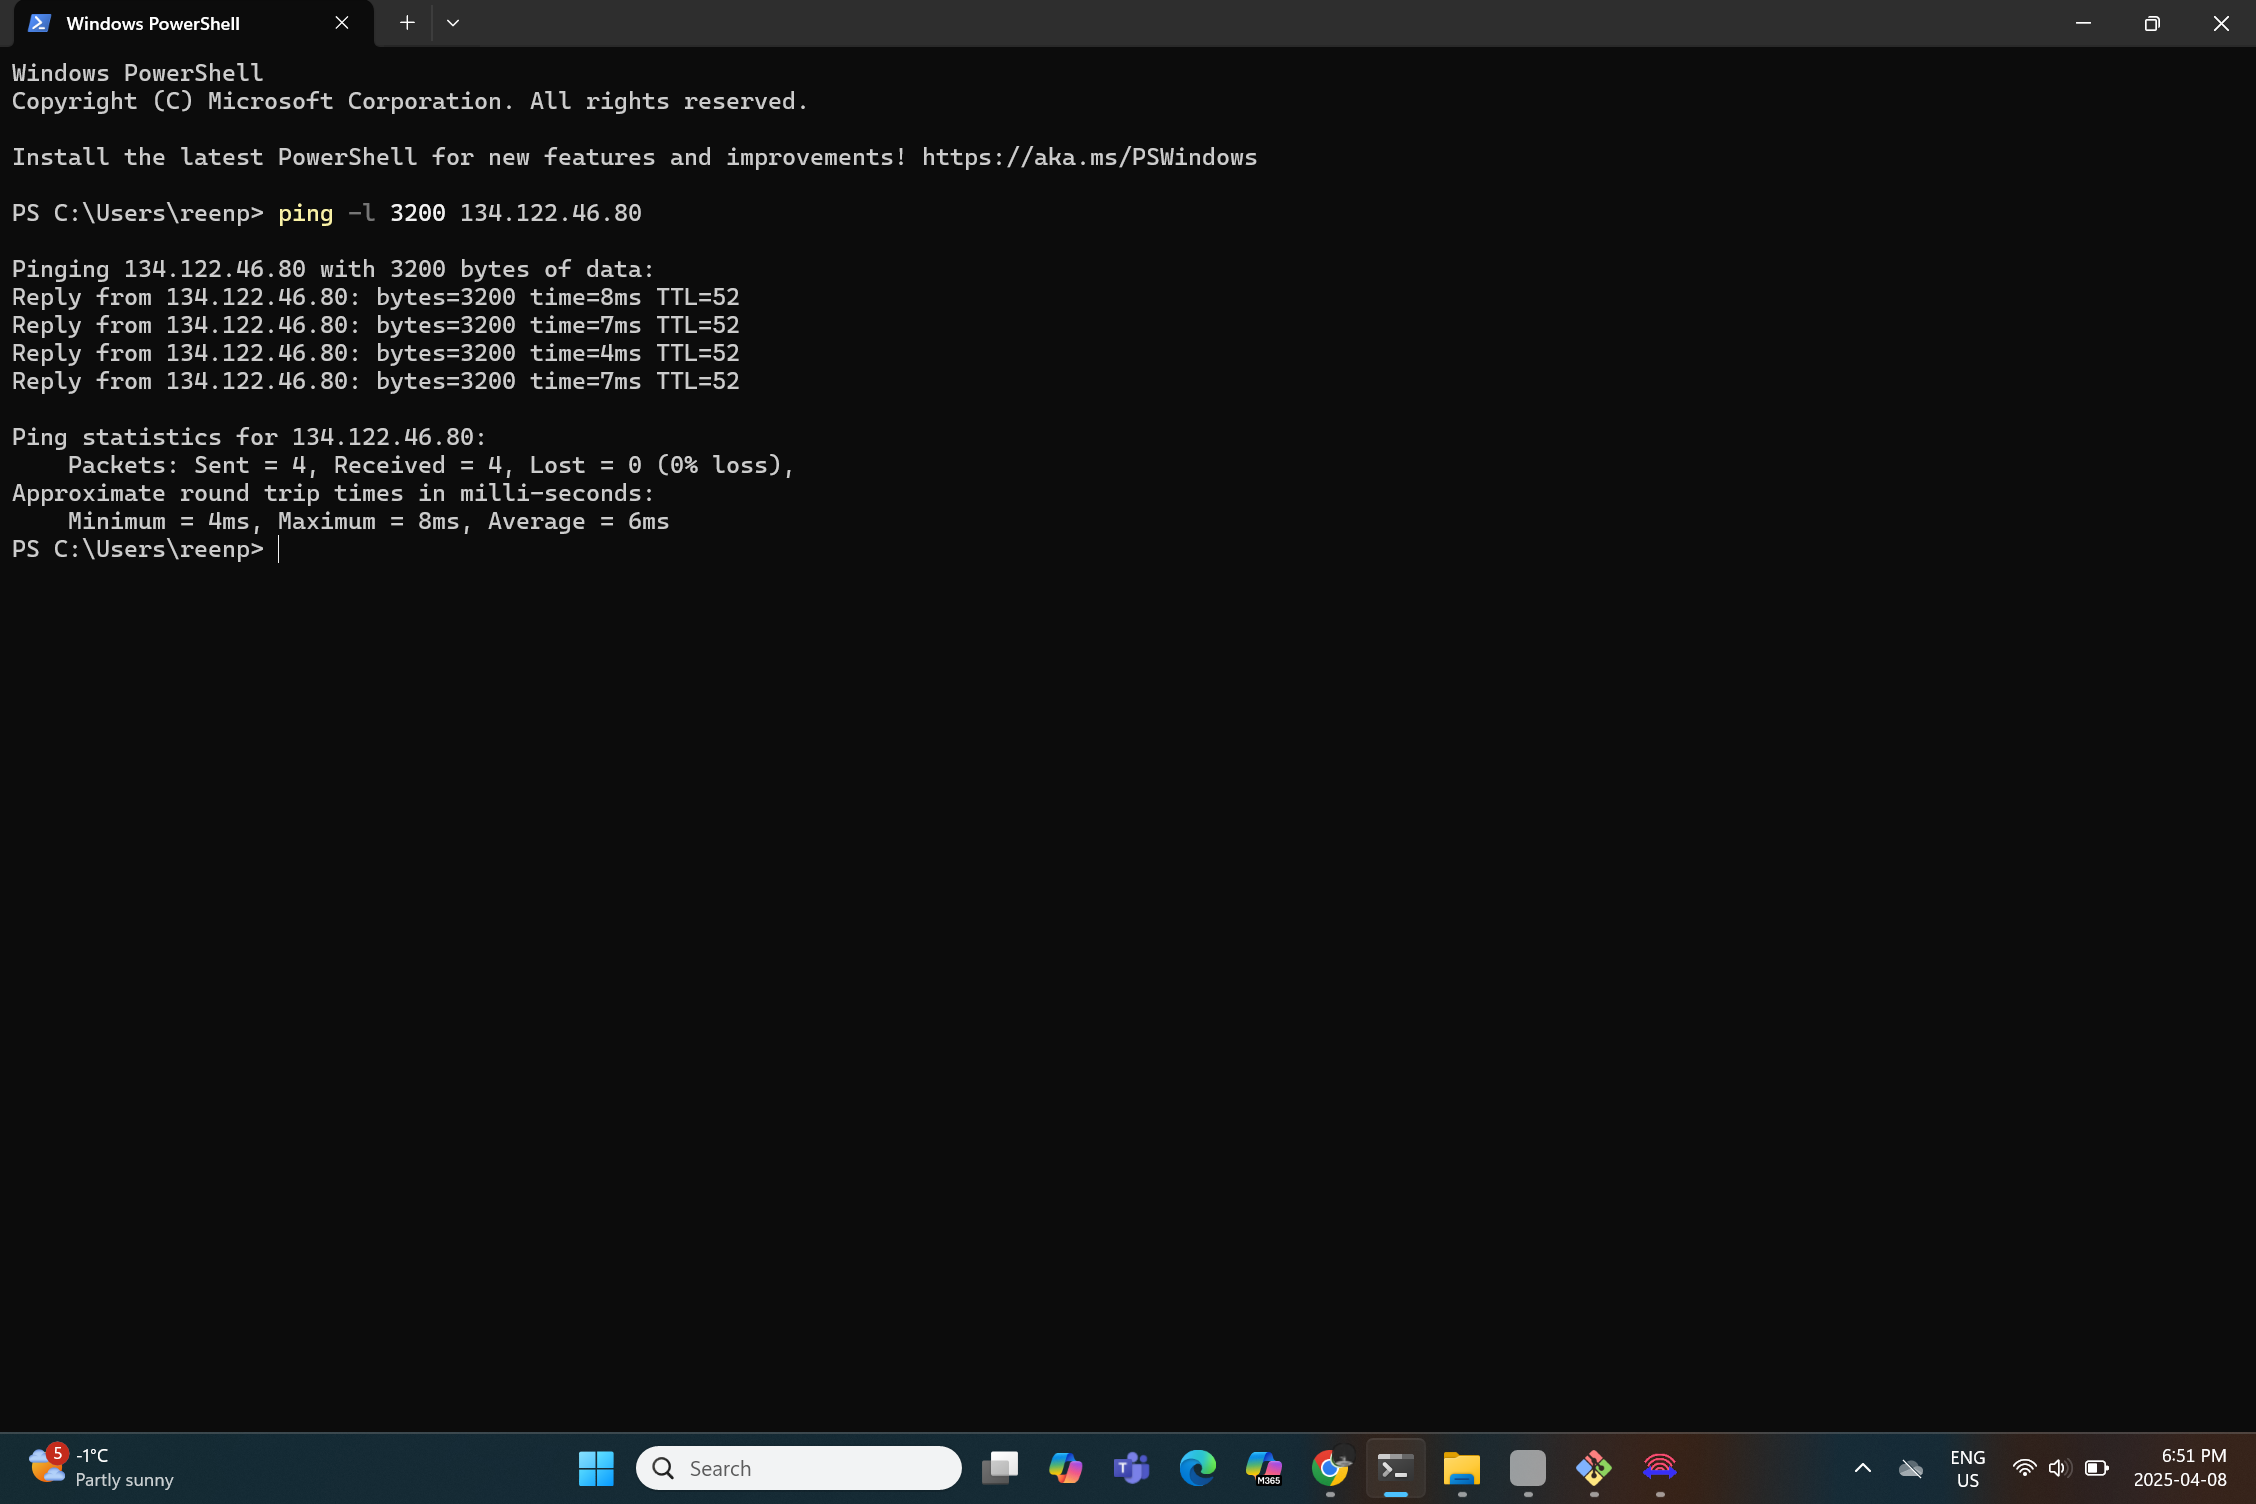 Windows PowerShell
Windows PowerShell
Copyright (C) Microsoft Corporation. All rights reserved.
Install the latest PowerShell for new features and improvements! https://aka.ms/PSWindows
PS C:\Users\reenp> ping -l 3200 134.122.46.80
Pinging 134.122.46.80 with 3200 bytes of data:
Reply from 134.122.46.80: bytes=3200 time=8ms TTL=52
Reply from 134.122.46.80: bytes=3200 time=7ms TTL=52
Reply from 134.122.46.80: bytes=3200 time=4ms TTL=52
Reply from 134.122.46.80: bytes=3200 time=7ms TTL=52
Ping statistics for 134.122.46.80:
    Packets: Sent = 4, Received = 4, Lost = 0 (0% loss),
Approximate round trip times in milli-seconds:
    Minimum = 4ms, Maximum = 8ms, Average = 6ms
PS C:\Users\reenp>
5
-1°C
Partly sunny
Search
T
M365
ENG
US
6:51 PM
2025-04-08